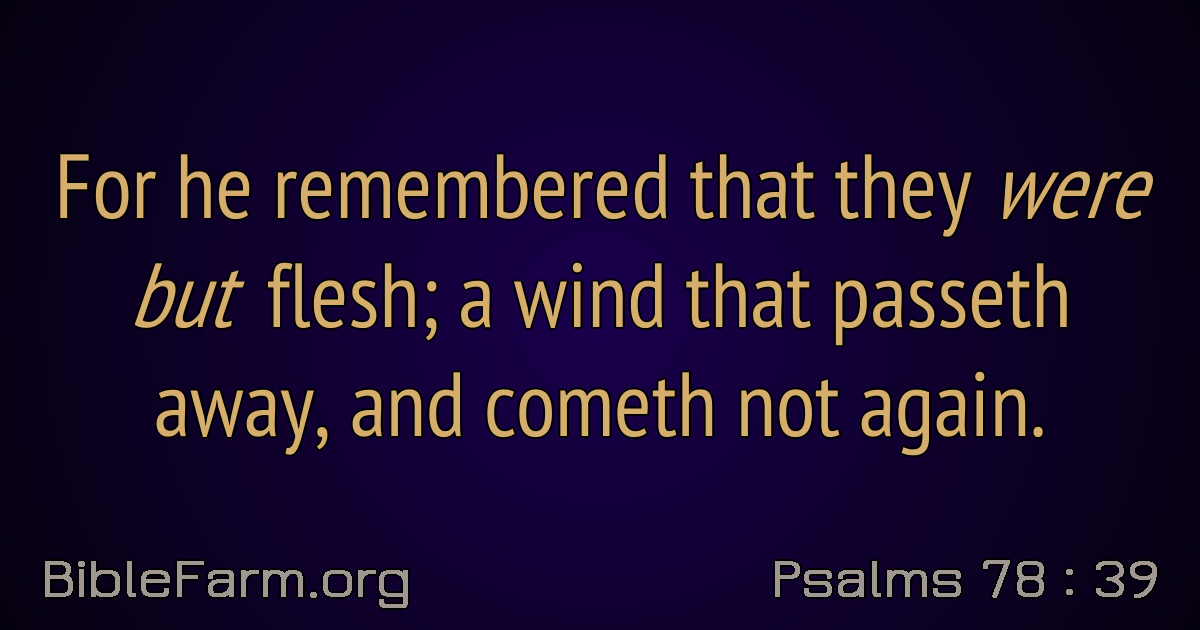 For he remembered that they were
but flesh; a wind that passeth
away, and cometh not again.
BibleFarm.org
Psalms 78 : 39